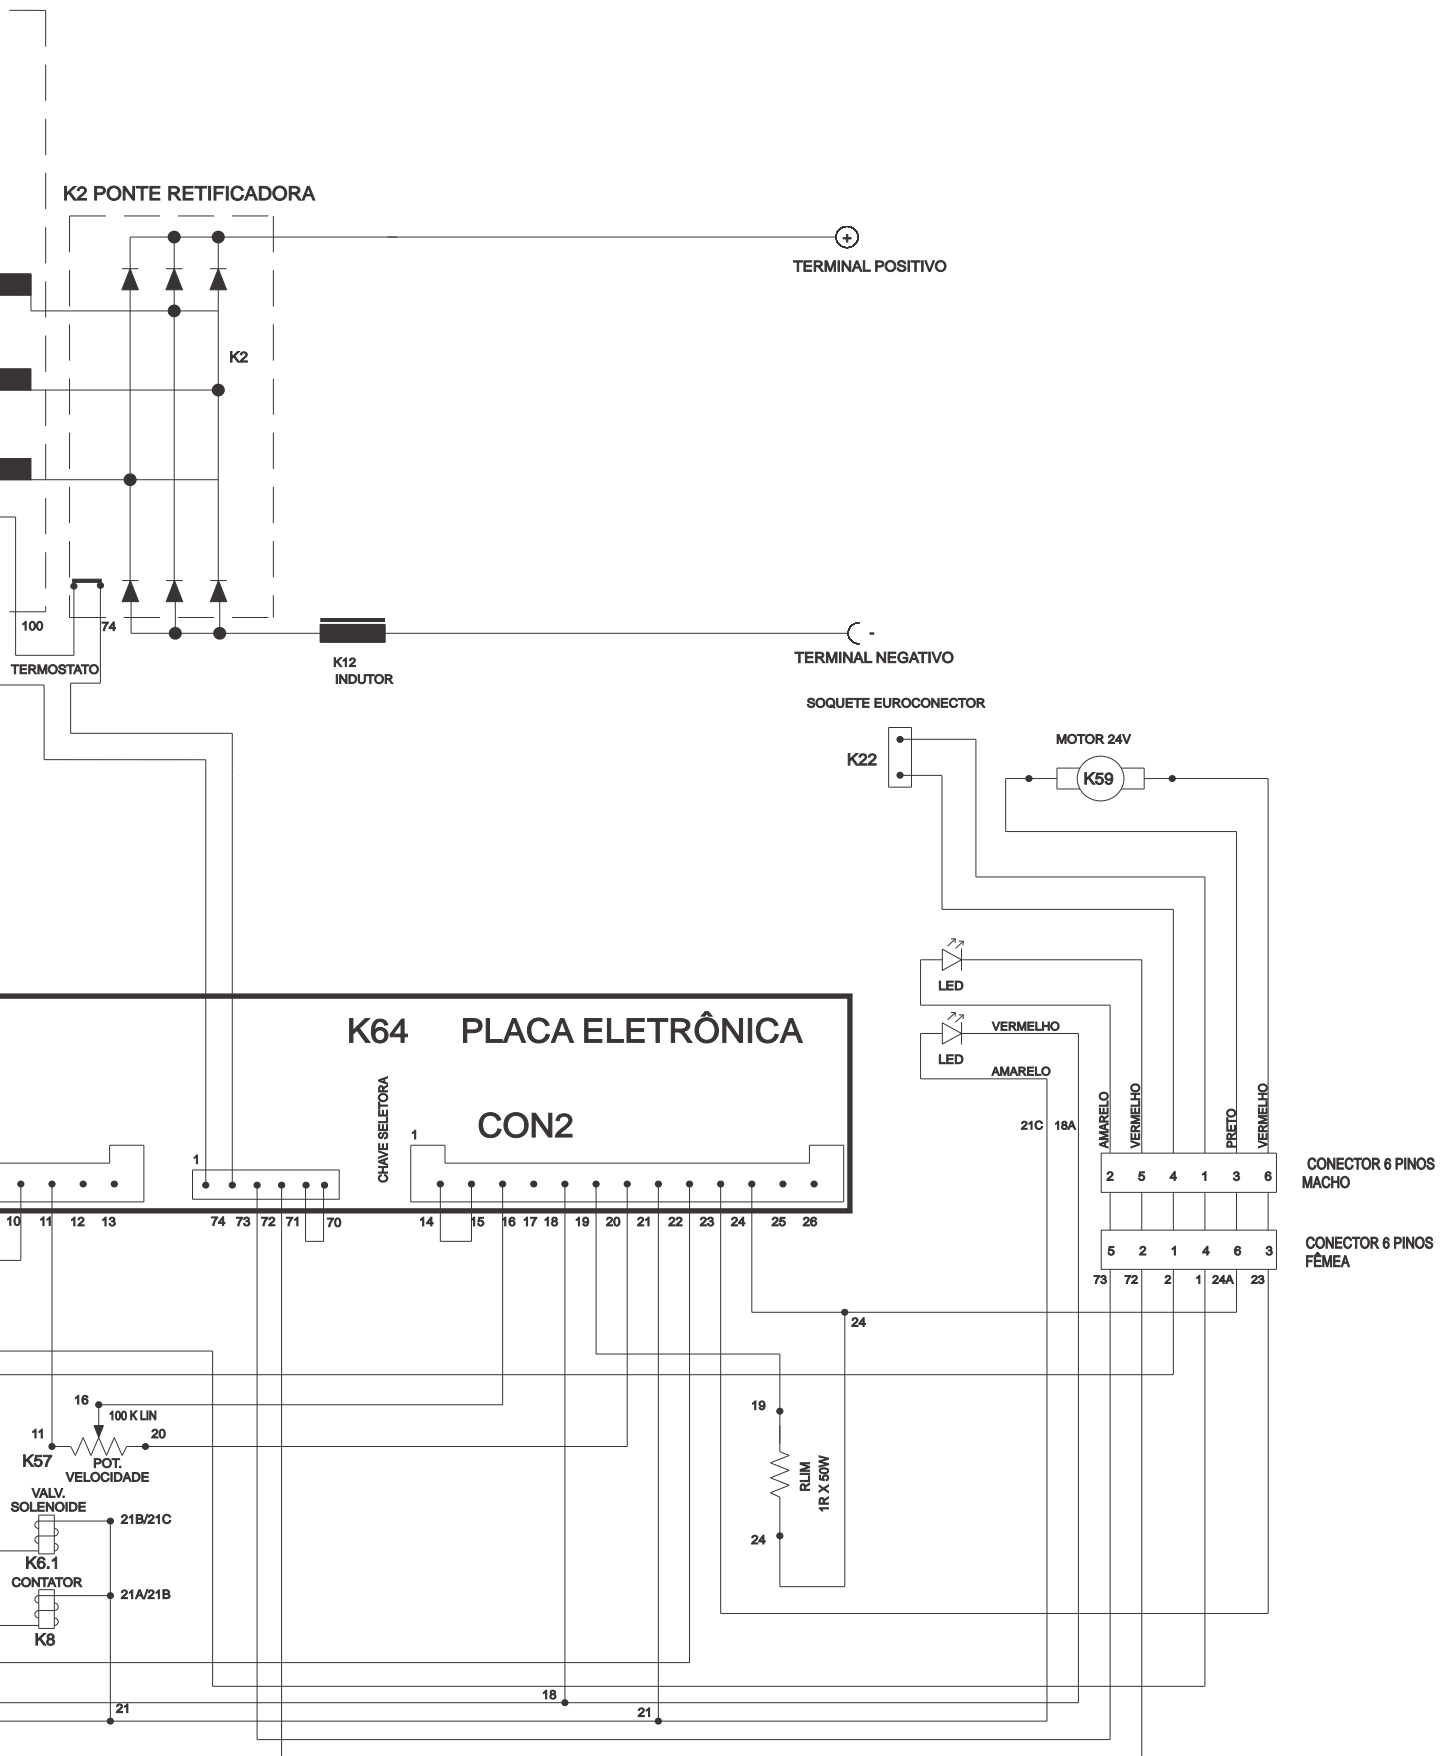 K2 PONTE RETIFICADORA
+
TERMINAL POSITIVO
K2
100
74
TERMOSTATO
K12
INDUTOR
-
TERMINAL NEGATIVO
SOQUETE EUROCONECTOR
K22
MOTOR 24V
K59
LED
LED
VERMELHO
AMARELO
21C
18A
AMARELO
VERMELHO
PRETO
VERMELHO
K64 PLACA ELETRÔNICA
CHAVE SELETORA
CON2
1
1
2 5 4 1 3 6
CONECTOR 6 PINOS
MACHO
10 11 12 13
74 73 72 71 70
14 15 16 17 18 19 20 21 22 23 24 25 26
5 2 1 4 6 3
CONECTOR 6 PINOS
FÊMEA
73 72 2 1 24A 23
24
16
100 K LIN
11
20
K57
POT.
VELOCIDADE
19
RLIM
1R X 50W
24
VALV.
SOLENOIDE
21B/21C
K6.1
CONTATOR
21A/21B
K8
18
21
21